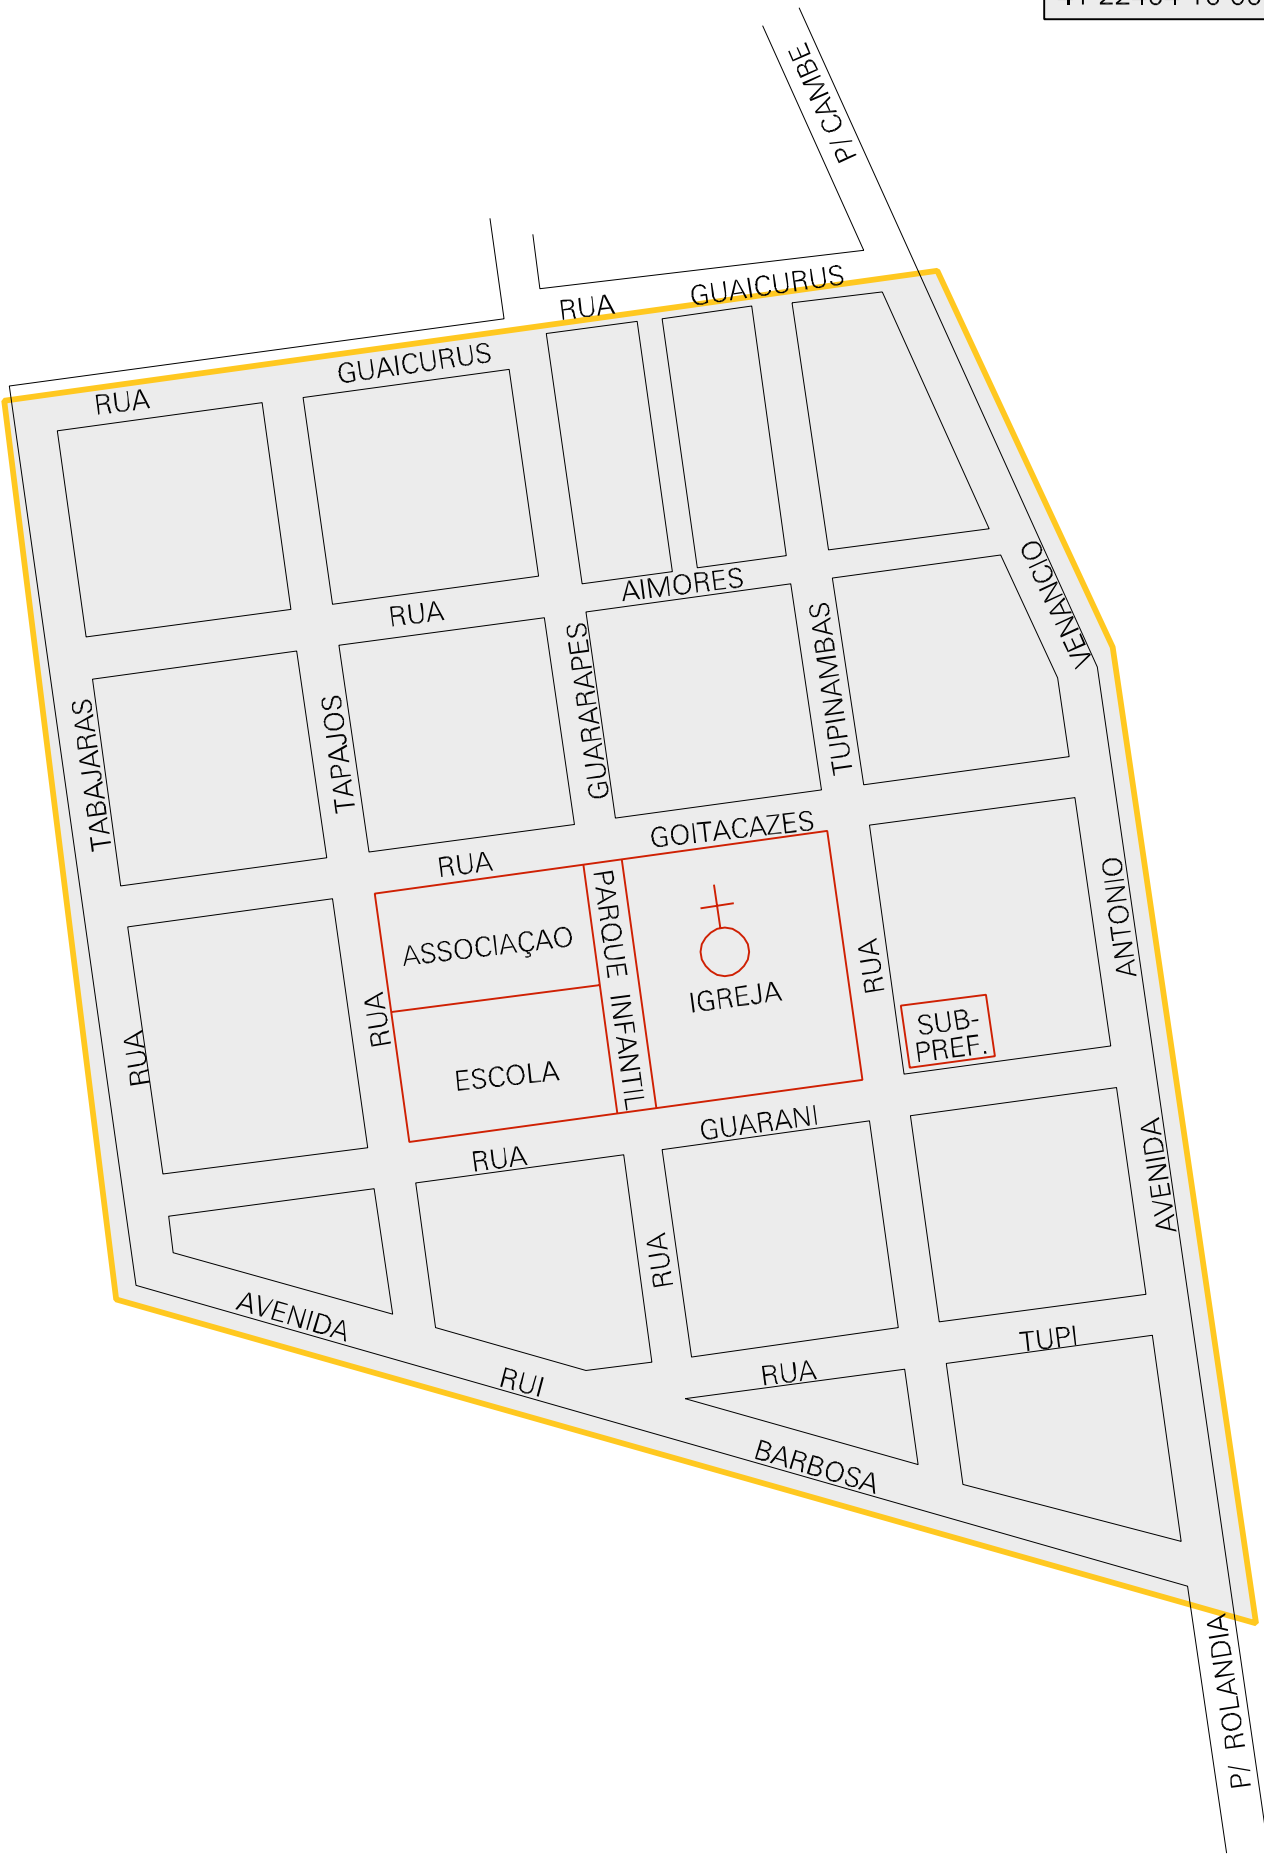 P/ CAMBE
RUA GUAICURUS
RUA GUAICURUS
RUA AIMORES
VENANCIO
TABAJARAS
TAPAJOS
GUARARAPES
TUPINAMBAS
RUA GOITACAZES
ASSOCIAÇAO
PARQUE INFANTIL
IGREJA
RUA
ANTONIO
RUA
RUA
ESCOLA
SUB-
PREF.
RUA GUARANI
AVENIDA
RUA
AVENIDA RUI BARBOSA
RUA TUPI
P/ ROLANDIA